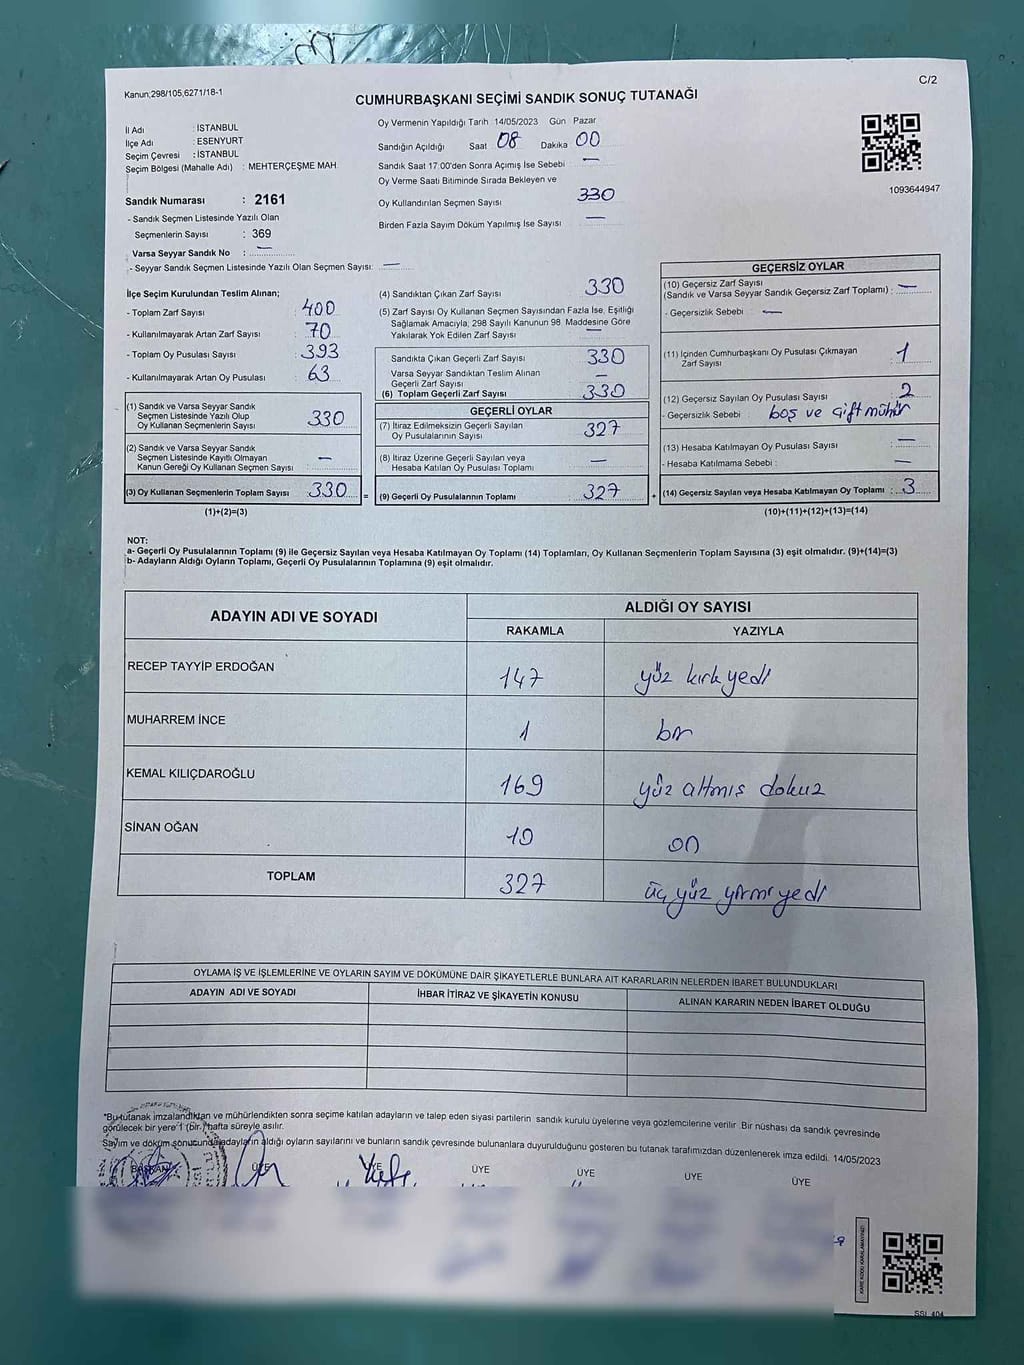 C/2
Kanun;298/105,6271/18-1
CUMHURBAŞKANI SEÇİMİ SANDIK SONUÇ TUTANAĞI
İl Adı : İSTANBUL
İlçe Adı : ESENYURT
Seçim Çevresi : İSTANBUL
Seçim Bölgesi (Mahalle Adı) : MEHTERÇEŞME MAH.
Sandık Numarası : 2161
- Sandık Seçmen Listesinde Yazılı Olan
Seçmenlerin Sayısı : 369
Varsa Seyyar Sandık No : —
- Seyyar Sandık Seçmen Listesinde Yazılı Olan Seçmen Sayısı: —
Oy Vermenin Yapıldığı Tarih 14/05/2023 Gün Pazar
Sandığın Açıldığı Saat 08 Dakika 00
Sandık Saat 17.00'den Sonra Açımış İse Sebebi —
Oy Verme Saati Bitiminde Sırada Bekleyen ve
Oy Kullandırılan Seçmen Sayısı 330
Birden Fazla Sayım Döküm Yapılmış İse Sayısı —
1093644947
İlçe Seçim Kurulundan Teslim Alınan;
- Toplam Zarf Sayısı : 400
- Kullanılmayarak Artan Zarf Sayısı : 70
- Toplam Oy Pusulası Sayısı : 393
- Kullanılmayarak Artan Oy Pusulası : 63
(1) Sandık ve Varsa Seyyar Sandık
Seçmen Listesinde Yazılı Olup
Oy Kullanan Seçmenlerin Sayısı : 330
(2) Sandık ve Varsa Seyyar Sandık
Seçmen Listesinde Kayıtlı Olmayan
Kanun Gereği Oy Kullanan Seçmen Sayısı : —
(3) Oy Kullanan Seçmenlerin Toplam Sayısı : 330 =
(1)+(2)=(3)
(4) Sandıktan Çıkan Zarf Sayısı : 330
(5) Zarf Sayısı Oy Kullanan Seçmen Sayısından Fazla İse, Eşitliği
Sağlamak Amacıyla; 298 Sayılı Kanunun 98. Maddesine Göre
Yakılarak Yok Edilen Zarf Sayısı : —
Sandıkta Çıkan Geçerli Zarf Sayısı : 330
Varsa Seyyar Sandıktan Teslim Alınan
Geçerli Zarf Sayısı : —
(6) Toplam Geçerli Zarf Sayısı : 330
GEÇERLİ OYLAR
(7) İtiraz Edilmeksizin Geçerli Sayılan
Oy Pusulalarının Sayısı : 327
(8) İtiraz Üzerine Geçerli Sayılan veya
Hesaba Katılan Oy Pusulası Toplamı : —
(9) Geçerli Oy Pusulalarının Toplamı : 327 +
GEÇERSİZ OYLAR
(10) Geçersiz Zarf Sayısı
(Sandık ve Varsa Seyyar Sandık Geçersiz Zarf Toplamı) : —
- Geçersizlik Sebebi : —
(11) İçinden Cumhurbaşkanı Oy Pusulası Çıkmayan
Zarf Sayısı : 1
(12) Geçersiz Sayılan Oy Pusulası Sayısı : 2
- Geçersizlik Sebebi : boş ve çift mühür
(13) Hesaba Katılmayan Oy Pusulası Sayısı : —
- Hesaba Katılmama Sebebi : —
(14) Geçersiz Sayılan veya Hesaba Katılmayan Oy Toplamı : 3
(10)+(11)+(12)+(13)=(14)
NOT:
a- Geçerli Oy Pusulalarının Toplamı (9) ile Geçersiz Sayılan veya Hesaba Katılmayan Oy Toplamı (14) Toplamları, Oy Kullanan Seçmenlerin Toplam Sayısına (3) eşit olmalıdır. (9)+(14)=(3)
b- Adayların Aldığı Oyların Toplamı, Geçerli Oy Pusulalarının Toplamına (9) eşit olmalıdır.
ADAYIN ADI VE SOYADI ALDIĞI OY SAYISI
RAKAMLA YAZIYLA
RECEP TAYYİP ERDOĞAN 147 yüz kırk yedi
MUHARREM İNCE 1 bir
KEMAL KILIÇDAROĞLU 169 yüz altmış dokuz
SİNAN OĞAN 10 on
TOPLAM 327 üç yüz yirmi yedi
OYLAMA İŞ VE İŞLEMLERİNE VE OYLARIN SAYIM VE DÖKÜMÜNE DAİR ŞİKAYETLERLE BUNLARA AİT KARARLARIN NELERDEN İBARET BULUNDUKLARI
ADAYIN ADI VE SOYADI İHBAR İTİRAZ VE ŞİKAYETİN KONUSU ALINAN KARARIN NEDEN İBARET OLDUĞU
*Bu tutanak imzalandıktan ve mühürlendikten sonra seçime katılan adayların ve talep eden siyasi partilerin sandık kurulu üyelerine veya gözlemcilerine verilir .Bir nüshası da sandık çevresinde
görülecek bir yere 1 (bir ) hafta süreyle asılır.
Sayım ve döküm sonucunda adayların aldığı oyların sayılarını ve bunların sandık çevresinde bulunanlara duyurulduğunu gösteren bu tutanak tarafımızdan düzenlenerek imza edildi. 14/05/2023
BAŞKAN ÜYE ÜYE ÜYE ÜYE ÜYE ÜYE
SSI 404